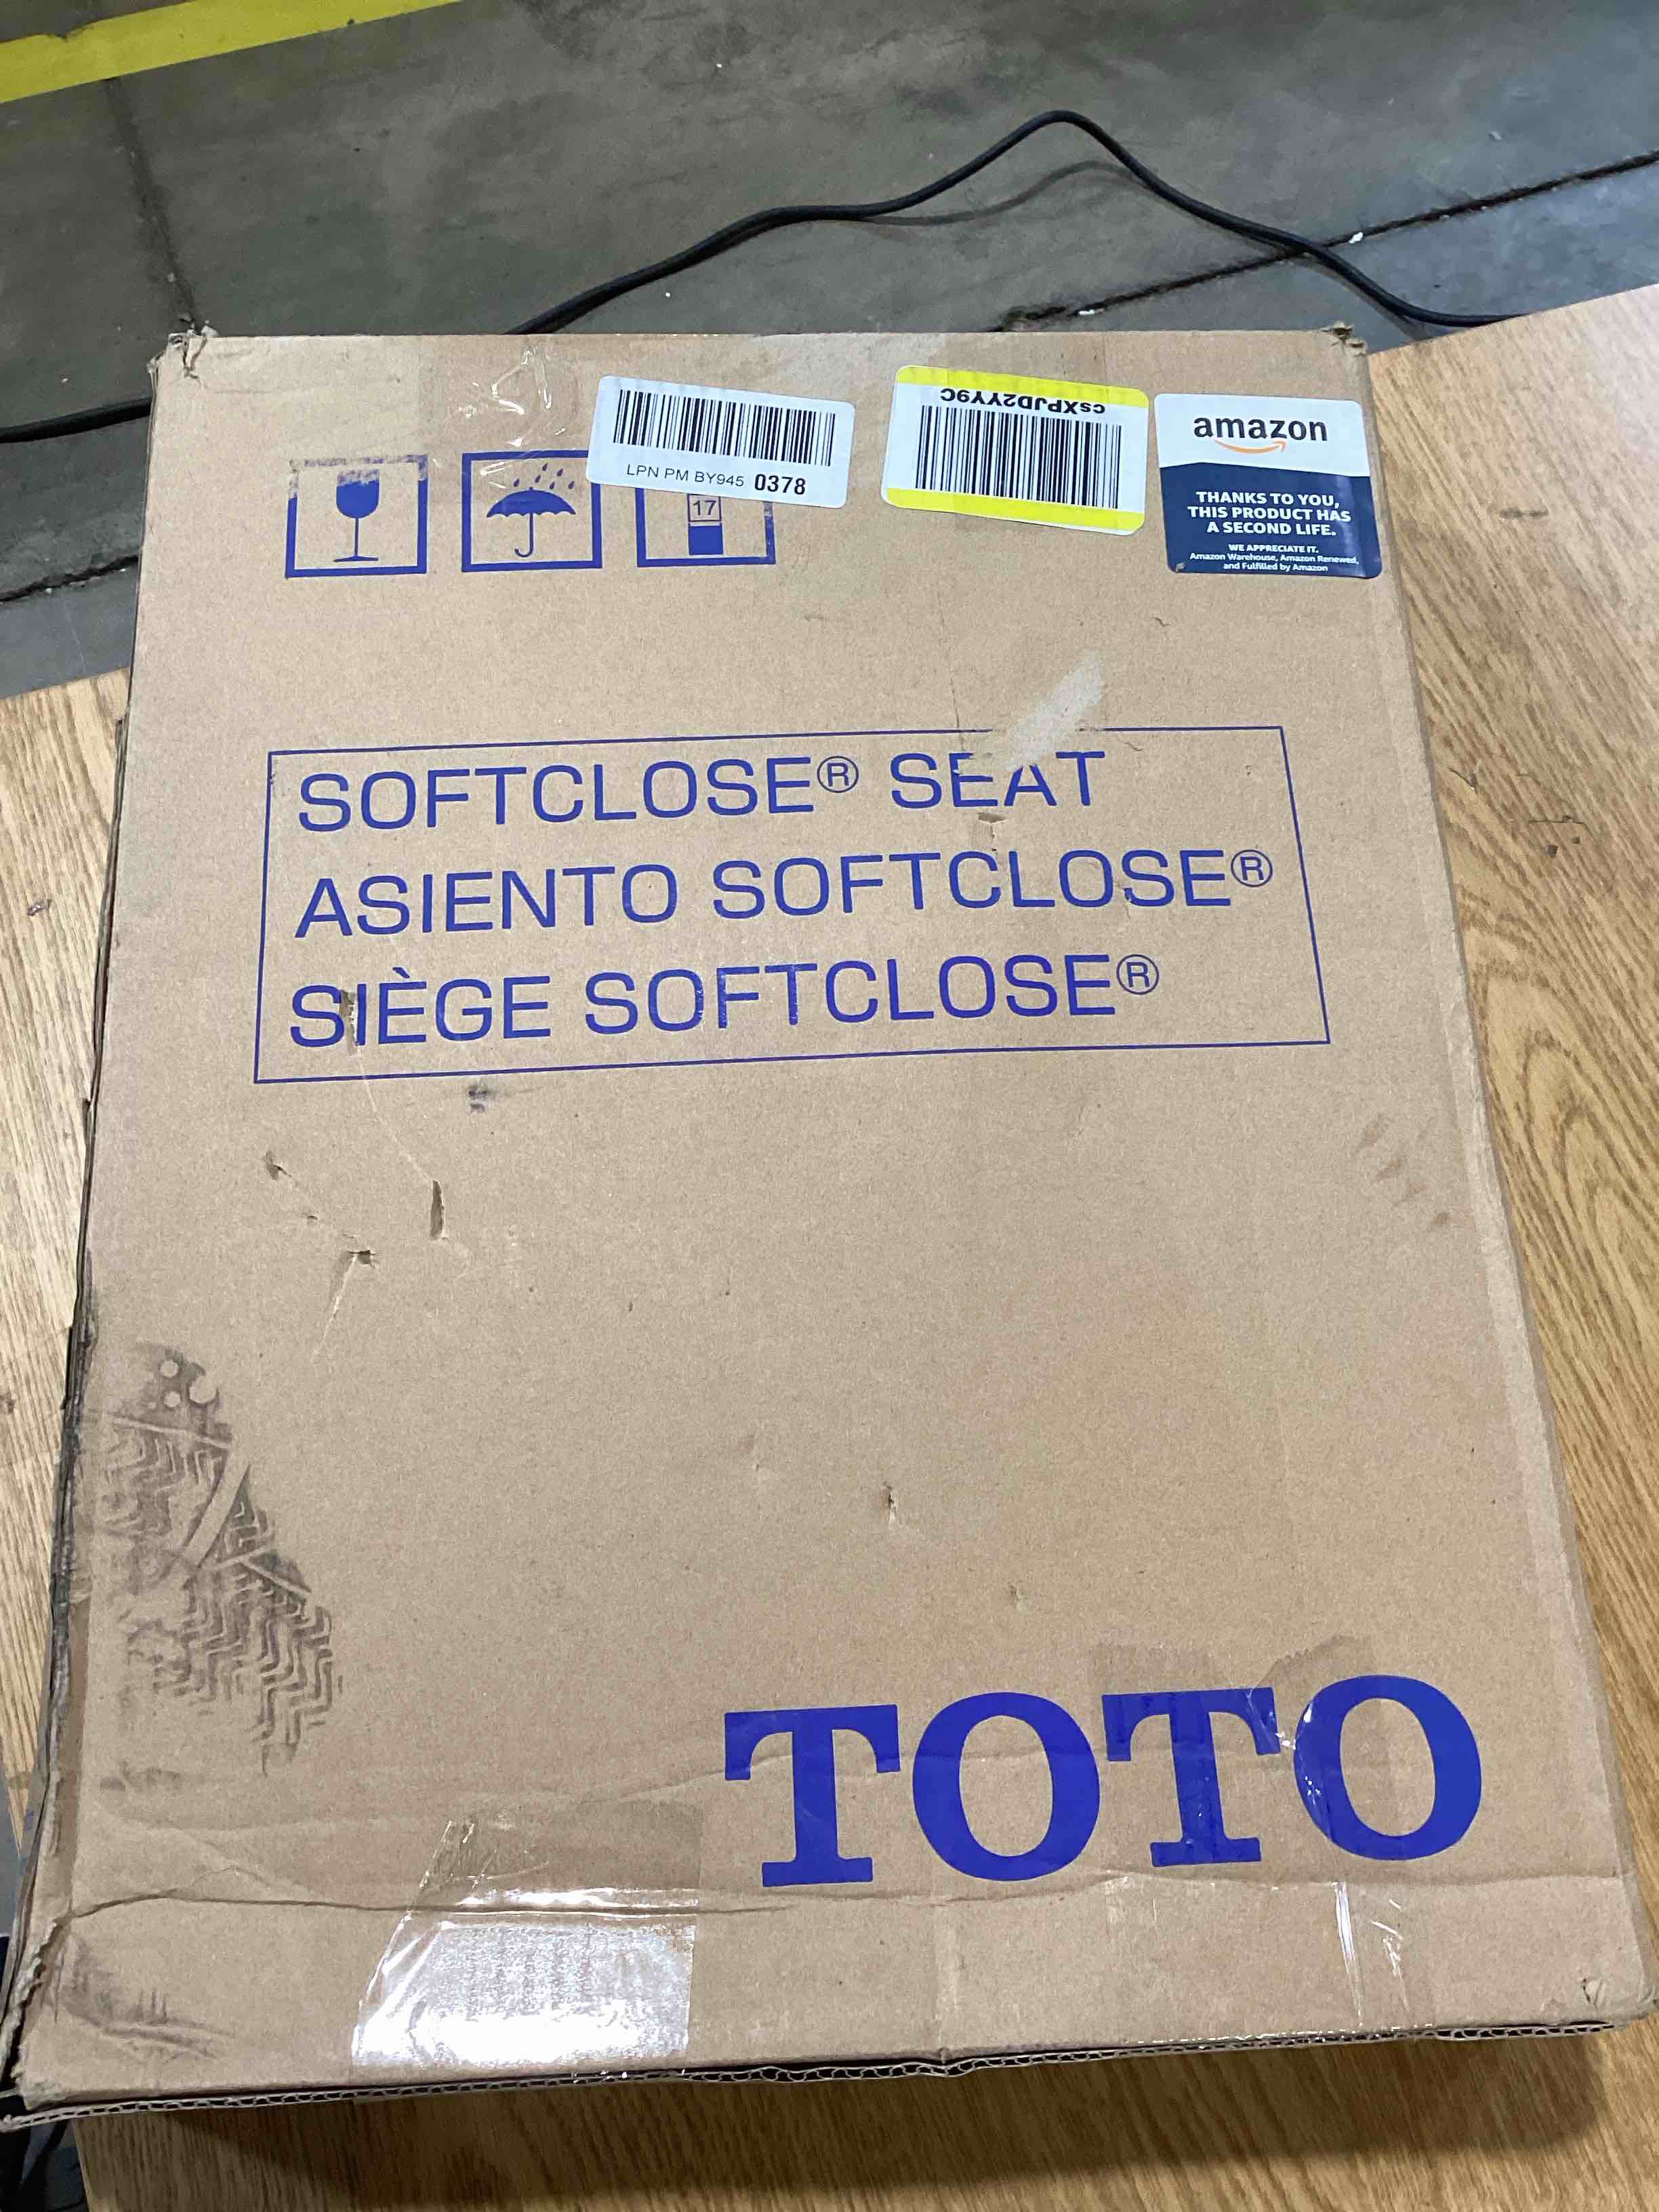 csXPJD2YY9C
LPN PM BY945 0378
17
amazon
THANKS TO YOU,
THIS PRODUCT HAS
A SECOND LIFE.
WE APPRECIATE IT.
Amazon Warehouse, Amazon Renewed,
and Fulfilled by Amazon
SOFTCLOSE® SEAT
ASIENTO SOFTCLOSE®
SIÈGE SOFTCLOSE®
TOTO